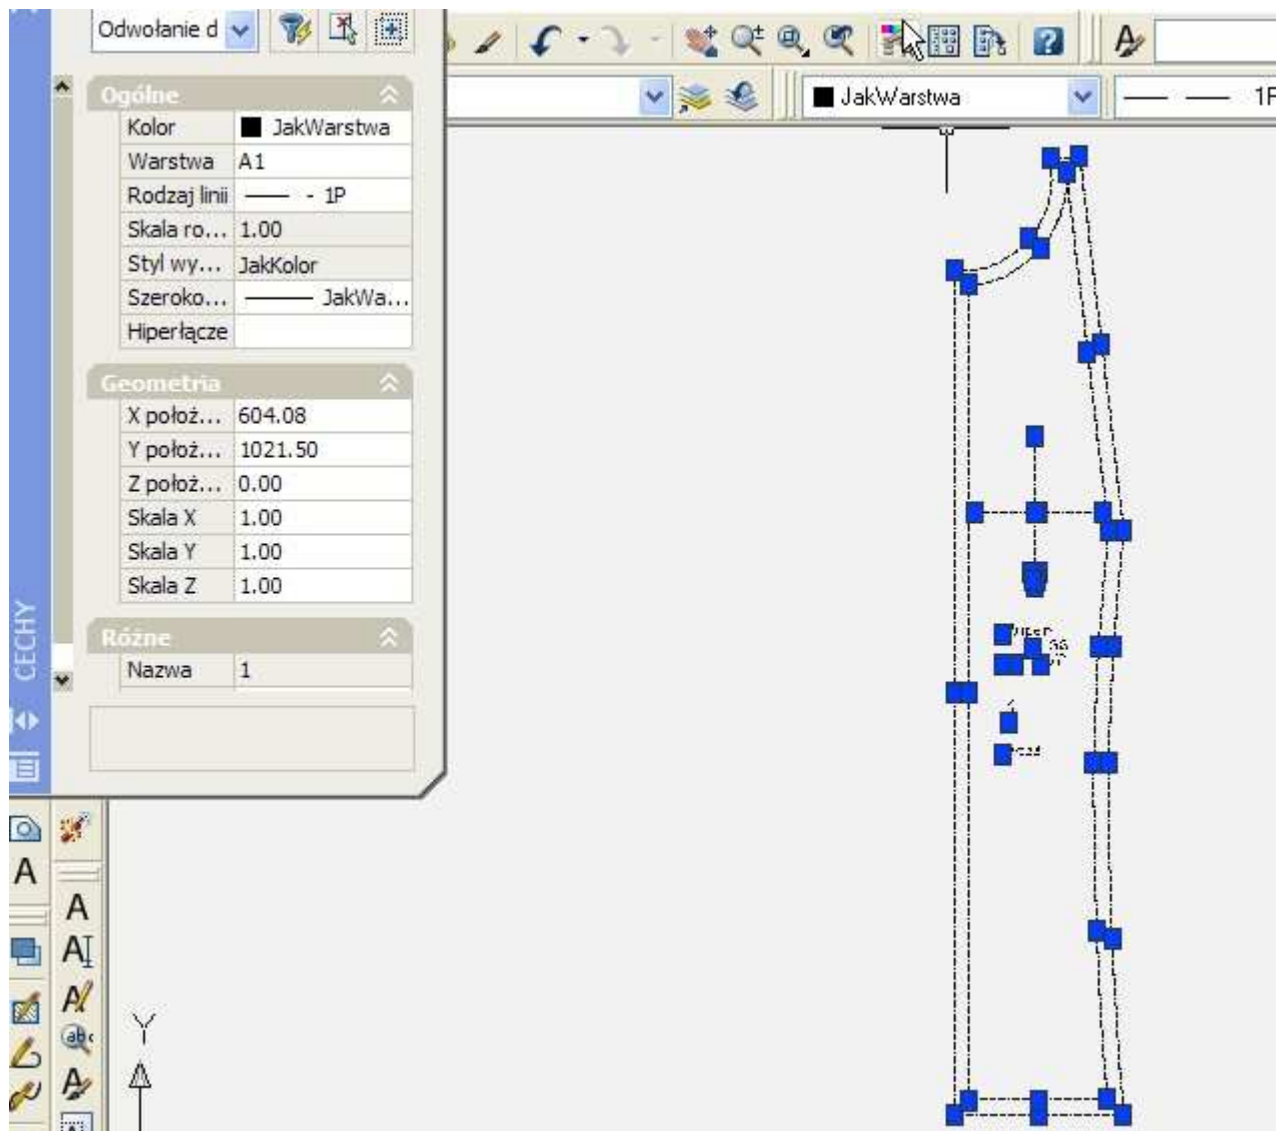 Odwołanie d
JakWarstwa
1P
Ogólne
Kolor JakWarstwa
Warstwa A1
Rodzaj linii 1P
Skala ro... 1.00
Styl wy... JakKolor
Szeroko... JakWa...
Hiperłącze
Geometria
X położ... 604.08
Y położ... 1021.50
Z położ... 0.00
Skala X 1.00
Skala Y 1.00
Skala Z 1.00
Różne
Nazwa 1
CECHY
Y